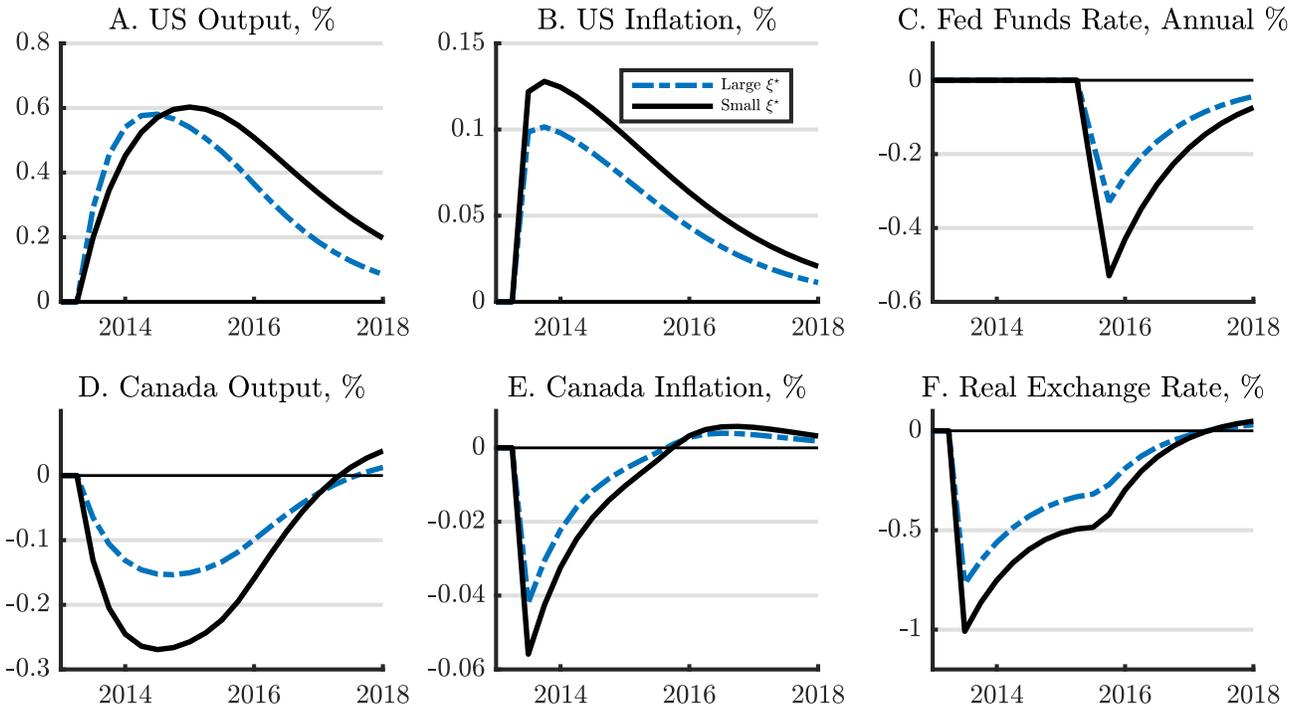 A. US Output, %
B. US Inflation, %
C. Fed Funds Rate, Annual %
0.8
0.6
0.4
0.2
0
2014 2016 2018
0.15
0.1
0.05
0
2014 2016 2018
Large ξ*
Small ξ*
0
-0.2
-0.4
-0.6
2014 2016 2018
D. Canada Output, %
E. Canada Inflation, %
F. Real Exchange Rate, %
0
-0.1
-0.2
-0.3
2014 2016 2018
0
-0.02
-0.04
-0.06
2014 2016 2018
0
-0.5
-1
2014 2016 2018